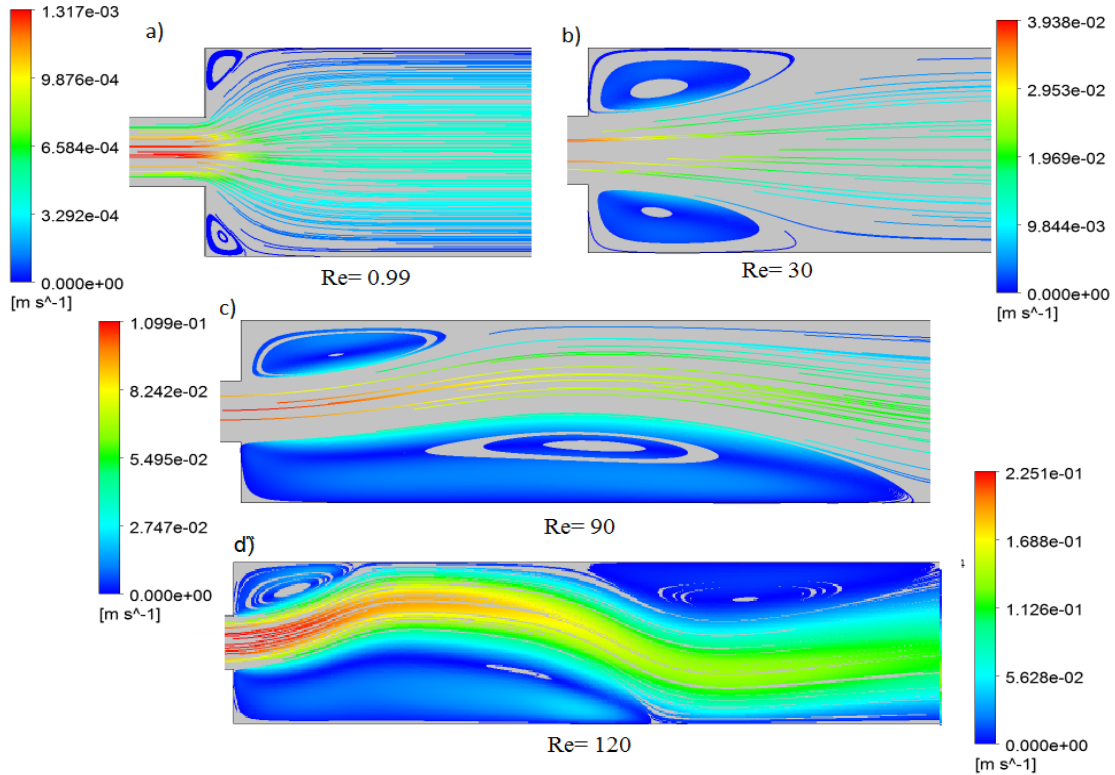 a)
1.317e-03
9.876e-04
6.584e-04
3.292e-04
0.000e+00
[m s^-1]
Re= 0.99
b)
3.938e-02
2.953e-02
1.969e-02
9.844e-03
0.000e+00
[m s^-1]
Re= 30
c)
1.099e-01
8.242e-02
5.495e-02
2.747e-02
0.000e+00
[m s^-1]
Re= 90
d)
2.251e-01
1.688e-01
1.126e-01
5.628e-02
0.000e+00
[m s^-1]
Re= 120